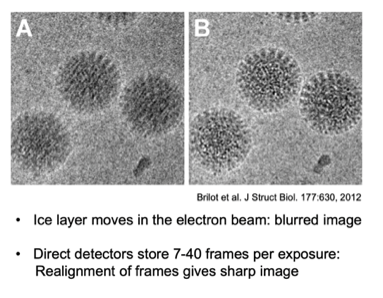 A
B
Brilot et al. J Struct Biol. 177:630, 2012
• Ice layer moves in the electron beam: blurred image
• Direct detectors store 7-40 frames per exposure:
Realignment of frames gives sharp image